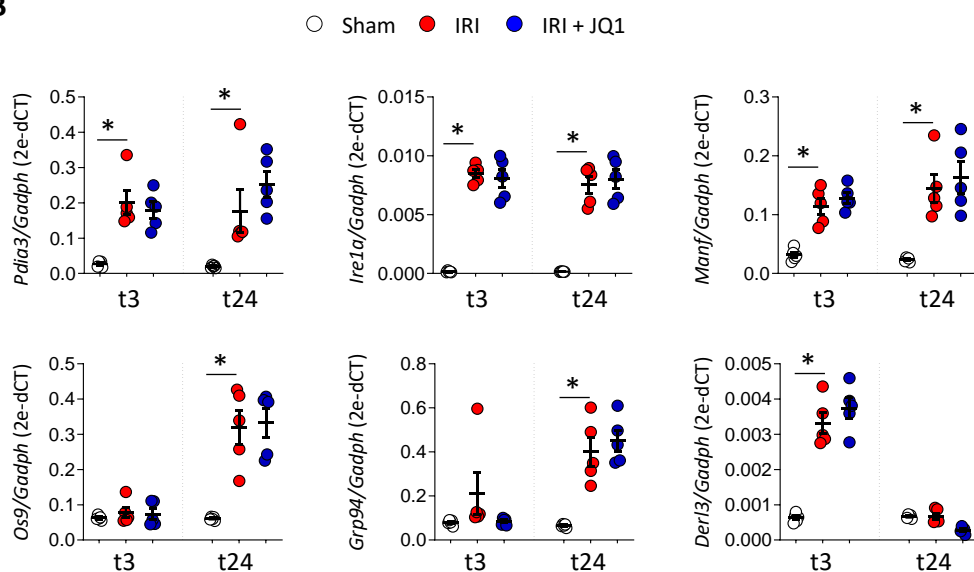 B
Sham IRI IRI + JQ1
Pdia3/Gadph (2e-dCT)
0.5
0.4
0.3
0.2
0.1
0.0
* *
t3 t24
Ire1a/Gadph (2e-dCT)
0.015
0.010
0.005
0.000
* *
t3 t24
Manf/Gadph (2e-dCT)
0.3
0.2
0.1
0.0
* *
t3 t24
Os9/Gadph (2e-dCT)
0.5
0.4
0.3
0.2
0.1
0.0
*
t3 t24
Grp94/Gadph (2e-dCT)
0.8
0.6
0.4
0.2
0.0
*
t3 t24
Derl3/Gadph (2e-dCT)
0.005
0.004
0.003
0.002
0.001
0.000
*
t3 t24